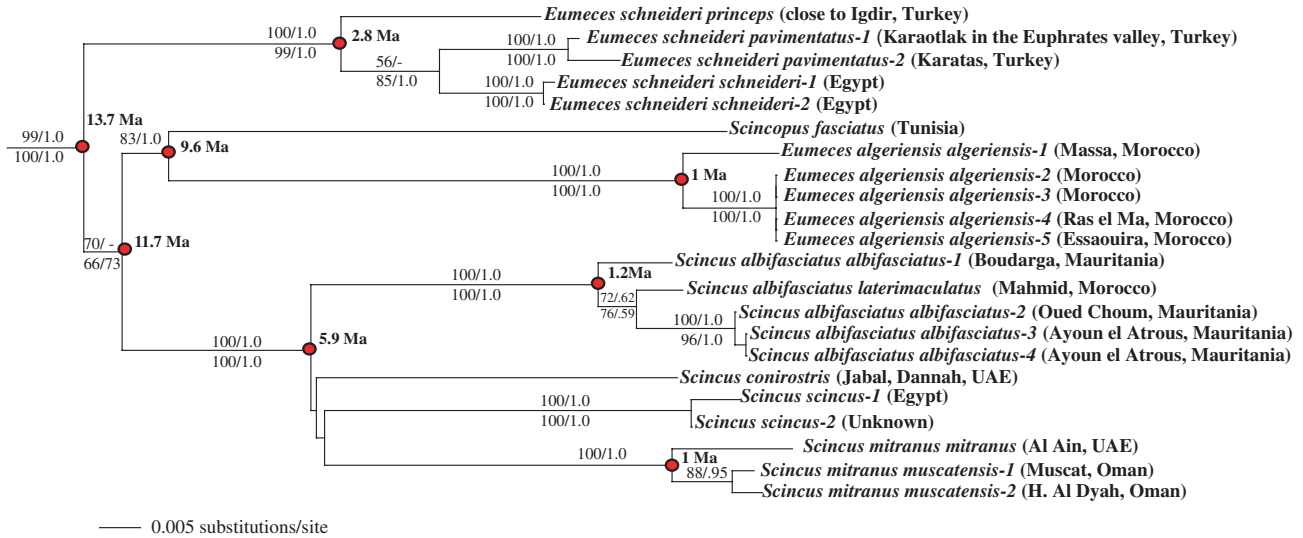 Eumeces schneideri princeps (close to Igdir, Turkey)
100/1.0
99/1.0
2.8 Ma
Eumeces schneideri pavimentatus-1 (Karaotlak in the Euphrates valley, Turkey)
100/1.0
100/1.0
56/-
85/1.0
Eumeces schneideri pavimentatus-2 (Karatas, Turkey)
Eumeces schneideri schneideri-1 (Egypt)
100/1.0
100/1.0
Eumeces schneideri schneideri-2 (Egypt)
13.7 Ma
99/1.0
100/1.0
83/1.0
9.6 Ma
Scincopus fasciatus (Tunisia)
Eumeces algeriensis algeriensis-1 (Massa, Morocco)
100/1.0
100/1.0
1 Ma
Eumeces algeriensis algeriensis-2 (Morocco)
100/1.0
100/1.0
Eumeces algeriensis algeriensis-3 (Morocco)
Eumeces algeriensis algeriensis-4 (Ras el Ma, Morocco)
Eumeces algeriensis algeriensis-5 (Essaouira, Morocco)
70/ -
66/73
11.7 Ma
Scincus albifasciatus albifasciatus-1 (Boudarga, Mauritania)
100/1.0
100/1.0
1.2Ma
Scincus albifasciatus laterimaculatus (Mahmid, Morocco)
72/.62
76/.59
Scincus albifasciatus albifasciatus-2 (Oued Choum, Mauritania)
100/1.0
96/1.0
Scincus albifasciatus albifasciatus-3 (Ayoun el Atrous, Mauritania)
Scincus albifasciatus albifasciatus-4 (Ayoun el Atrous, Mauritania)
100/1.0
100/1.0
5.9 Ma
Scincus conirostris (Jabal, Dannah, UAE)
Scincus scincus-1 (Egypt)
100/1.0
100/1.0
Scincus scincus-2 (Unknown)
Scincus mitranus mitranus (Al Ain, UAE)
100/1.0
1 Ma
88/.95
Scincus mitranus muscatensis-1 (Muscat, Oman)
Scincus mitranus muscatensis-2 (H. Al Dyah, Oman)
0.005 substitutions/site